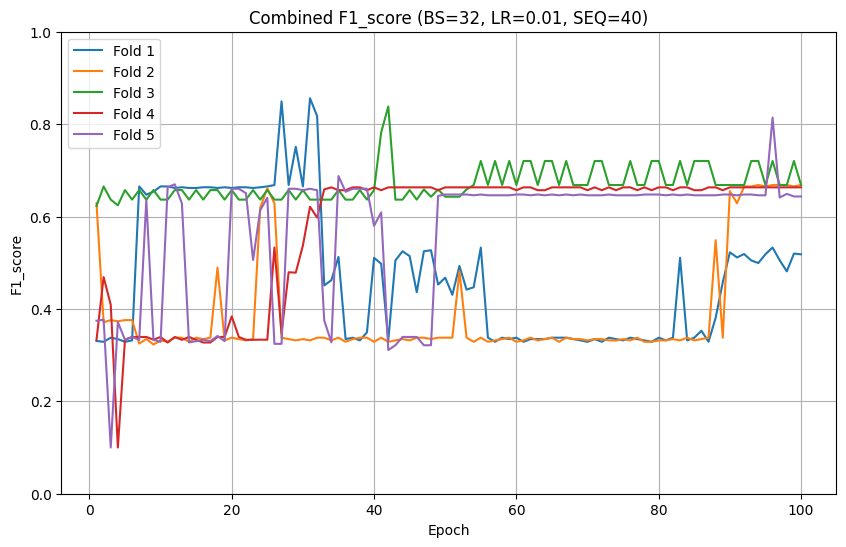 Combined F1_score (BS=32, LR=0.01, SEQ=40)
Fold 1
Fold 2
Fold 3
Fold 4
Fold 5
F1_score
1.0
0.8
0.6
0.4
0.2
0.0
0 20 40 60 80 100
Epoch